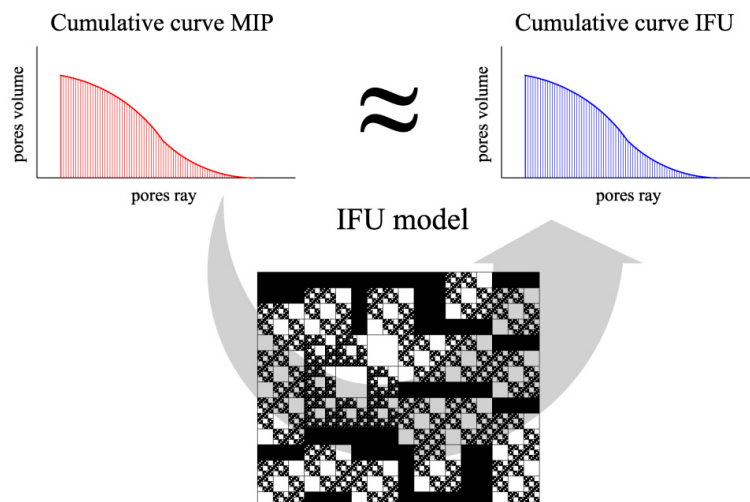 Cumulative curve MIP
Cumulative curve IFU
pores volume
≈
pores volume
pores ray
pores ray
IFU model